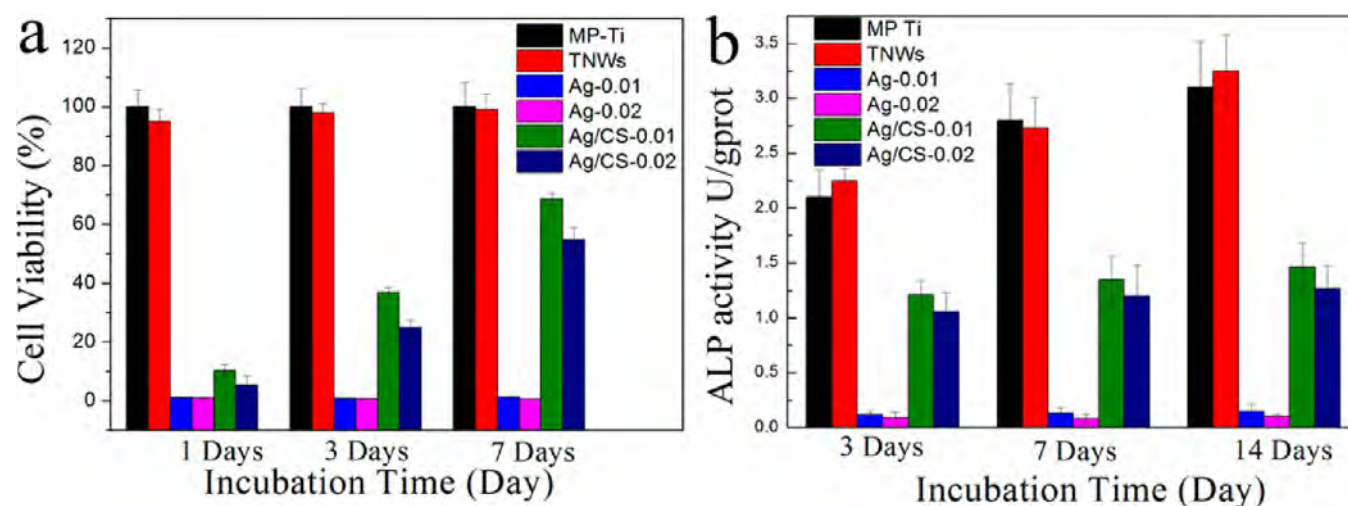 a
120
100
80
60
40
20
0
Cell Viability (%)
MP-Ti
TNWs
Ag-0.01
Ag-0.02
Ag/CS-0.01
Ag/CS-0.02
1 Days
3 Days
7 Days
Incubation Time (Day)
b
3.5
3.0
2.5
2.0
1.5
1.0
0.5
0.0
ALP activity U/gprot
MP Ti
TNWs
Ag-0.01
Ag-0.02
Ag/CS-0.01
Ag/CS-0.02
3 Days
7 Days
14 Days
Incubation Time (Day)